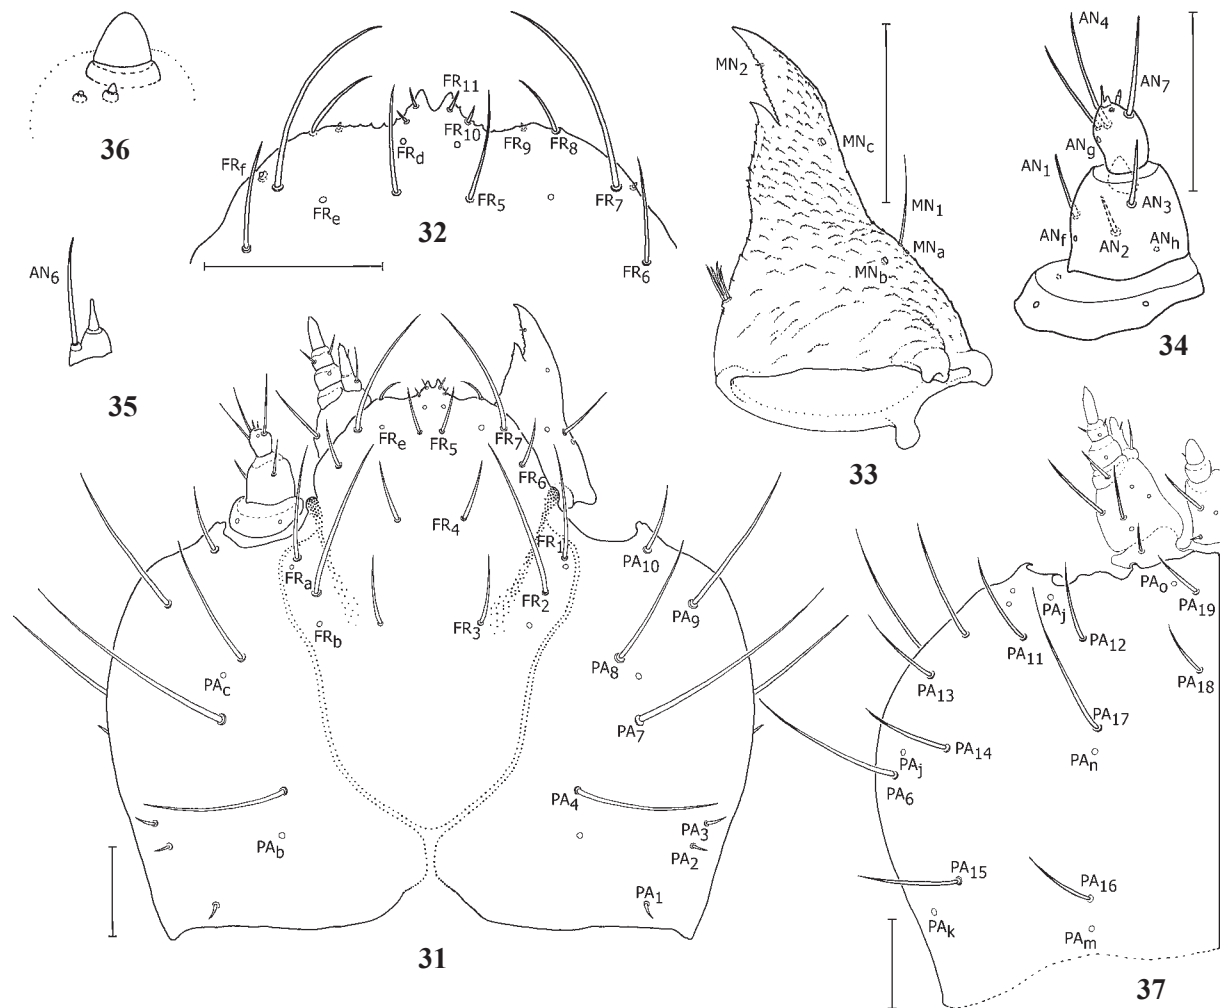 36
FR11
FR10
FRd
FR9
FR8
FRf
FRe
FR5
FR7
FR6
32
MN2
MNc
MN1
MNa
MNb
33
AN4
AN7
ANg
AN1
AN3
ANf
AN2
ANh
34
AN6
35
FRe
FR5
FR7
FR6
FR4
FR1
FRa
FR2
FRb
FR3
PA10
PA9
PA8
PAc
PA7
PA4
PA3
PAb
PA2
PA1
31
PAo
PA19
PAj
PA12
PA11
PA18
PA13
PA17
PA14
PAj
PAn
PA6
PA15
PA16
PAk
PAm
37